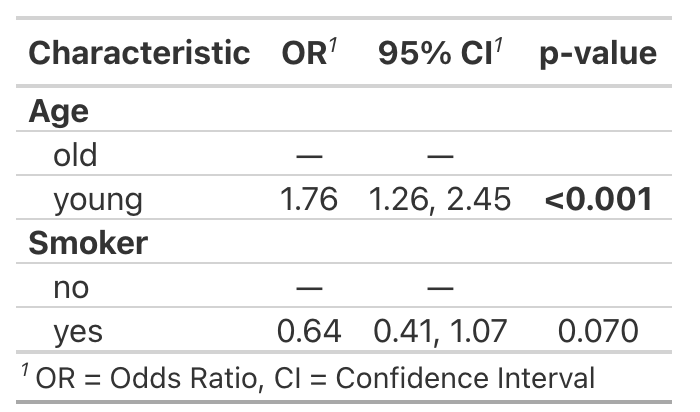 Characteristic OR1 95% CI1 p-value
Age
old — —
young 1.76 1.26, 2.45 <0.001
Smoker
no — —
yes 0.64 0.41, 1.07 0.070
1 OR = Odds Ratio, CI = Confidence Interval